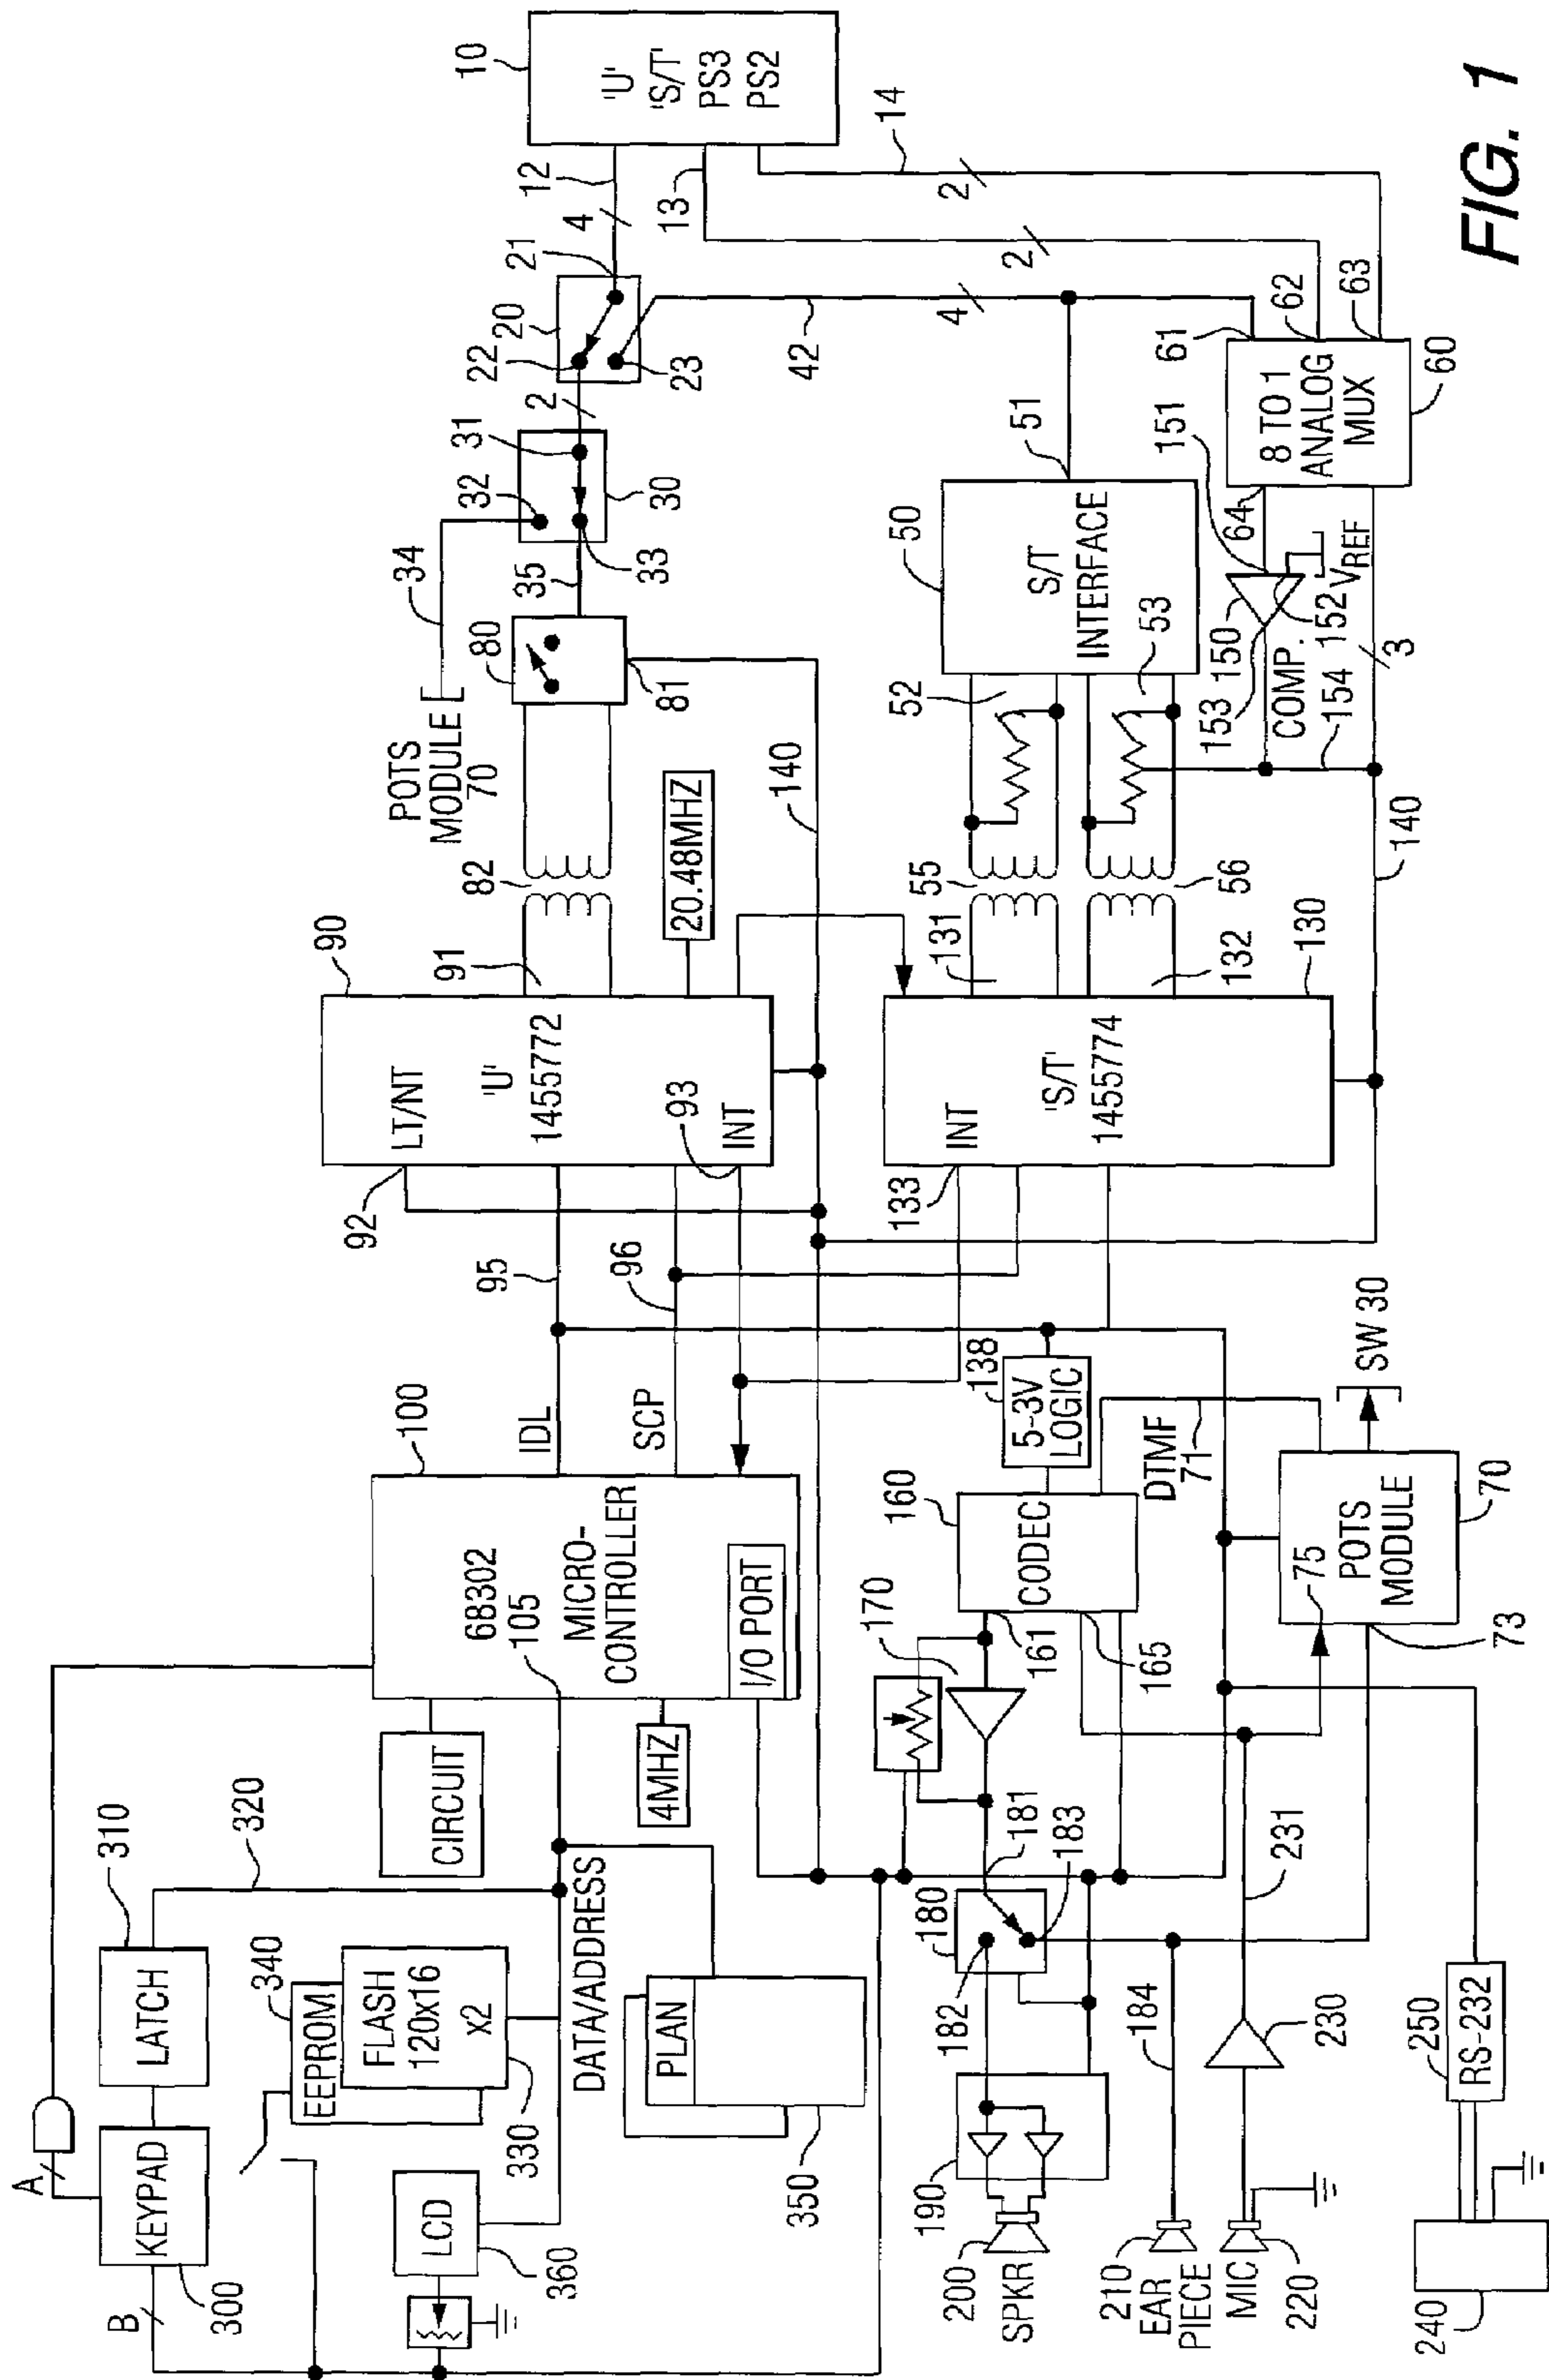 10
'U'
'S/T'
PS3
PS2
12
4
13
14
2
2
21
20
22
23
2
42
4
31
32
30
33
34
35
80
81
POTS
MODULE
70
82
20.48MHZ
140
90
91
LT/NT
'U'
1455772
93
INT
92
95
96
50
S/T
INTERFACE
51
52
53
55
56
61
62
63
64
8 TO 1
ANALOG
MUX
60
151
150
152
VREF
153
COMP.
154
3
140
131
132
130
INT
'S/T'
1455774
133
100
IDL
SCP
68302
105
MICRO-
CONTROLLER
I/O PORT
CIRCUIT
4MHZ
138
5-3V
LOGIC
160
CODEC
DTMF
71
161
165
170
SW 30
75
POTS
MODULE
70
73
A
B
KEYPAD
300
LATCH
310
320
340
EEPROM
FLASH
120x16
x2
330
DATA/ADDRESS
LCD
360
PLAN
350
181
180
182
183
184
190
200
SPKR
210
EAR
PIECE
MIC
220
230
231
240
250
RS-232
FIG. 1